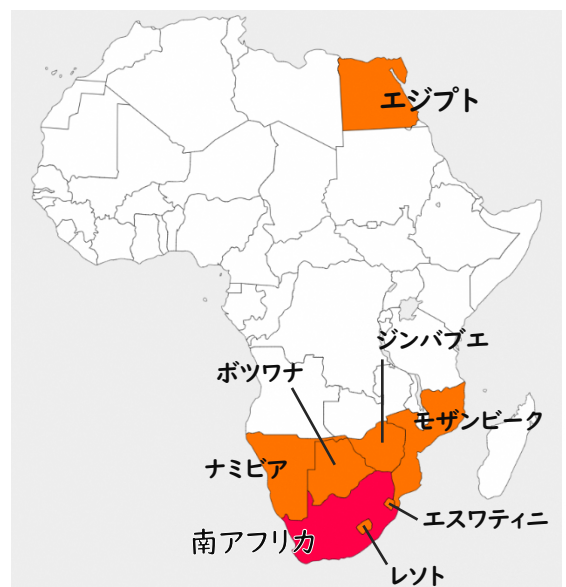 エジプト
ジンバブエ
ボツワナ
モザンビーク
ナミビア
エスワティニ
南アフリカ
レソト